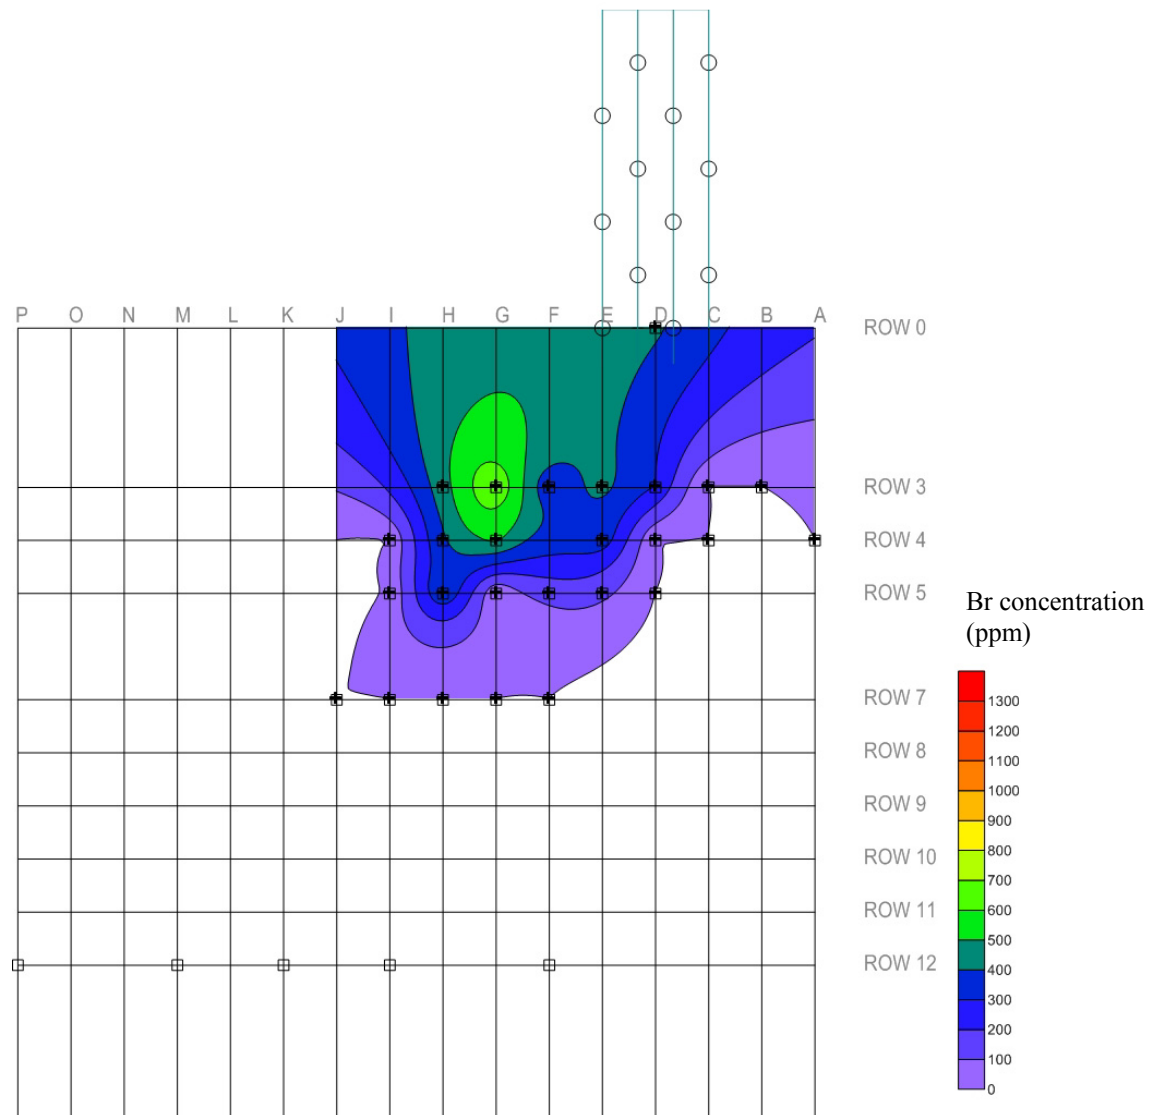 P O N M L K J I H G F E D C B A
ROW 0
ROW 3
ROW 4
ROW 5
ROW 7
ROW 8
ROW 9
ROW 10
ROW 11
ROW 12
Br concentration
(ppm)
1300
1200
1100
1000
900
800
700
600
500
400
300
200
100
0